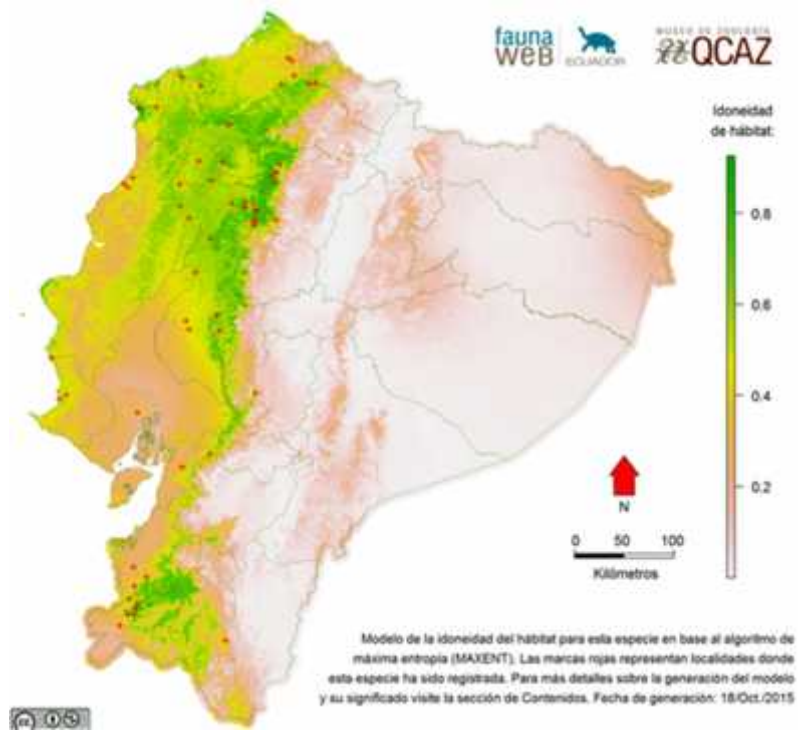 fauna
WEB
ECUADOR
MUSEO DE ZOOLOGÍA
QCAZ
Idoneidad
de hábitat:
0,8
0,6
0,4
0,2
N
0 50 100
Kilómetros
Modelo de la idoneidad del hábitat para esta especie en base al algoritmo de
máxima entropía (MAXENT). Las marcas rojas representan localidades donde
esta especie ha sido registrada. Para más detalles sobre la generación del modelo
y su significado visite la sección de Contenidos. Fecha de generación: 18/Oct./2015
cc